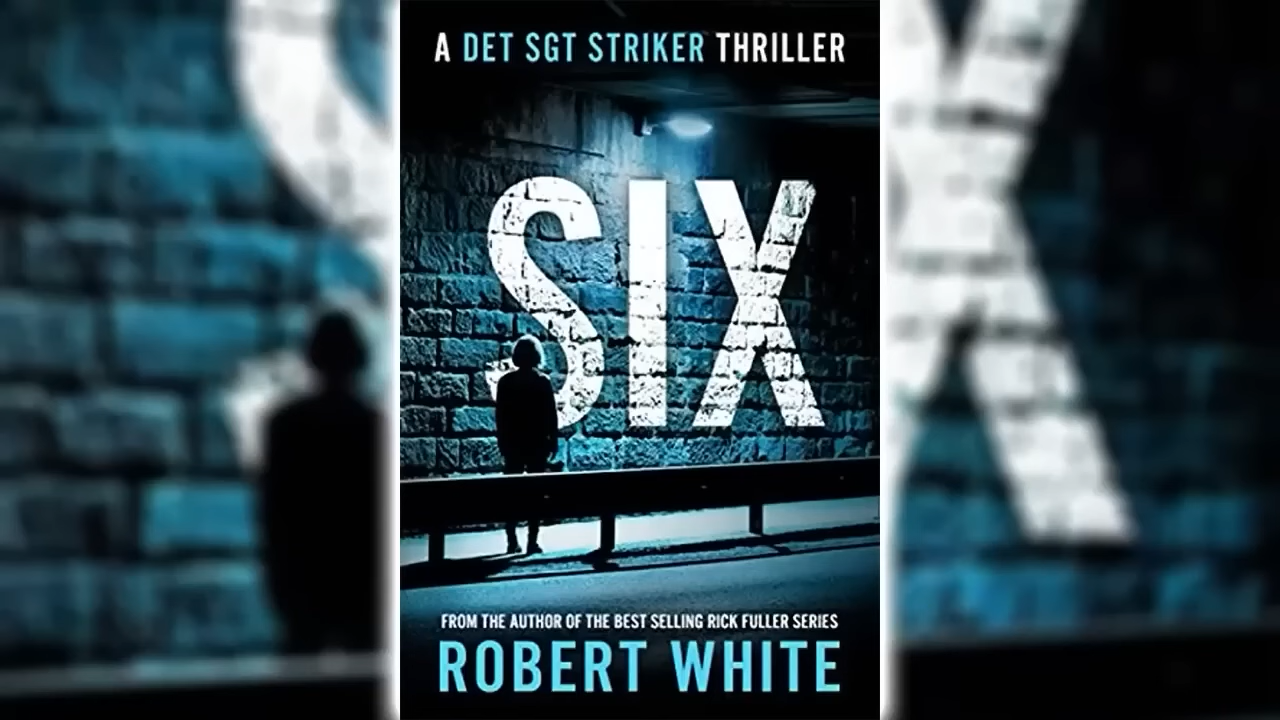 A DET SGT STRIKER THRILLER
SIX
FROM THE AUTHOR OF THE BEST SELLING RICK FULLER SERIES
ROBERT WHITE